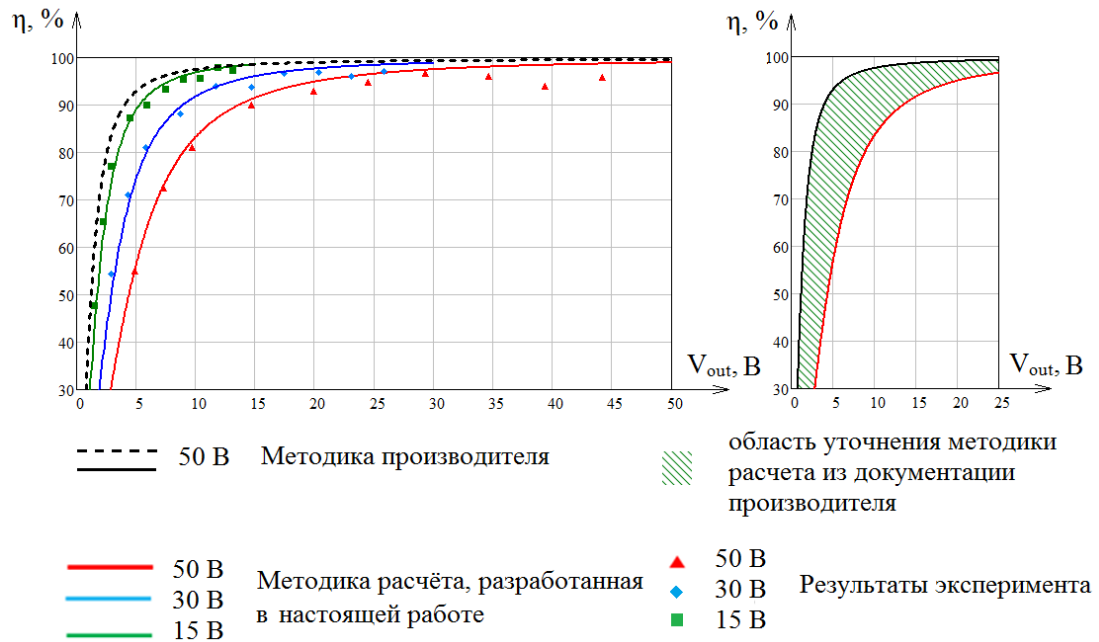 η, %
100
90
80
70
60
50
40
30
0 5 10 15 20 25 30 35 40 45 50
V_out, В
η, %
100
90
80
70
60
50
40
30
0 5 10 15 20 25
V_out, В
50 В Методика производителя
область уточнения методики
расчета из документации
производителя
50 В
30 В
15 В
Методика расчёта, разработанная
в настоящей работе
50 В
30 В
15 В
Результаты эксперимента